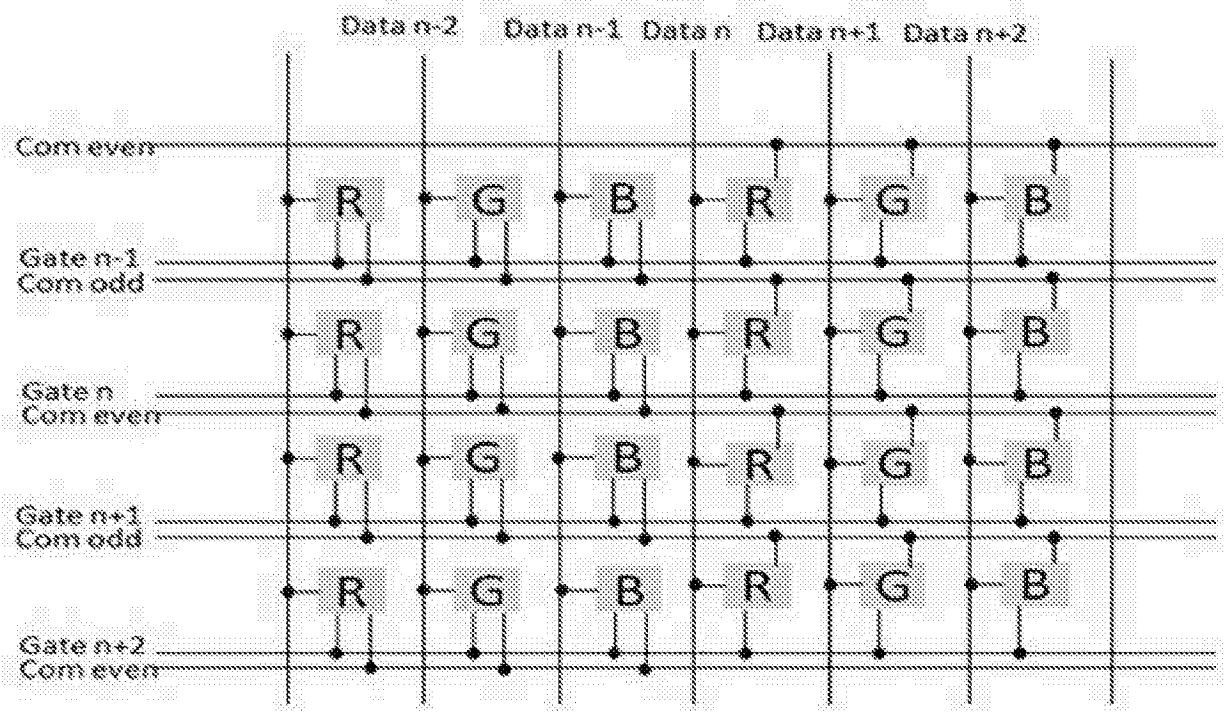 Data n-2 Data n-1 Data n Data n+1 Data n+2
Com even
R G B R G B
Gate n-1
Com odd
R G B R G B
Gate n
Com even
R G B R G B
Gate n+1
Com odd
R G B R G B
Gate n+2
Com even